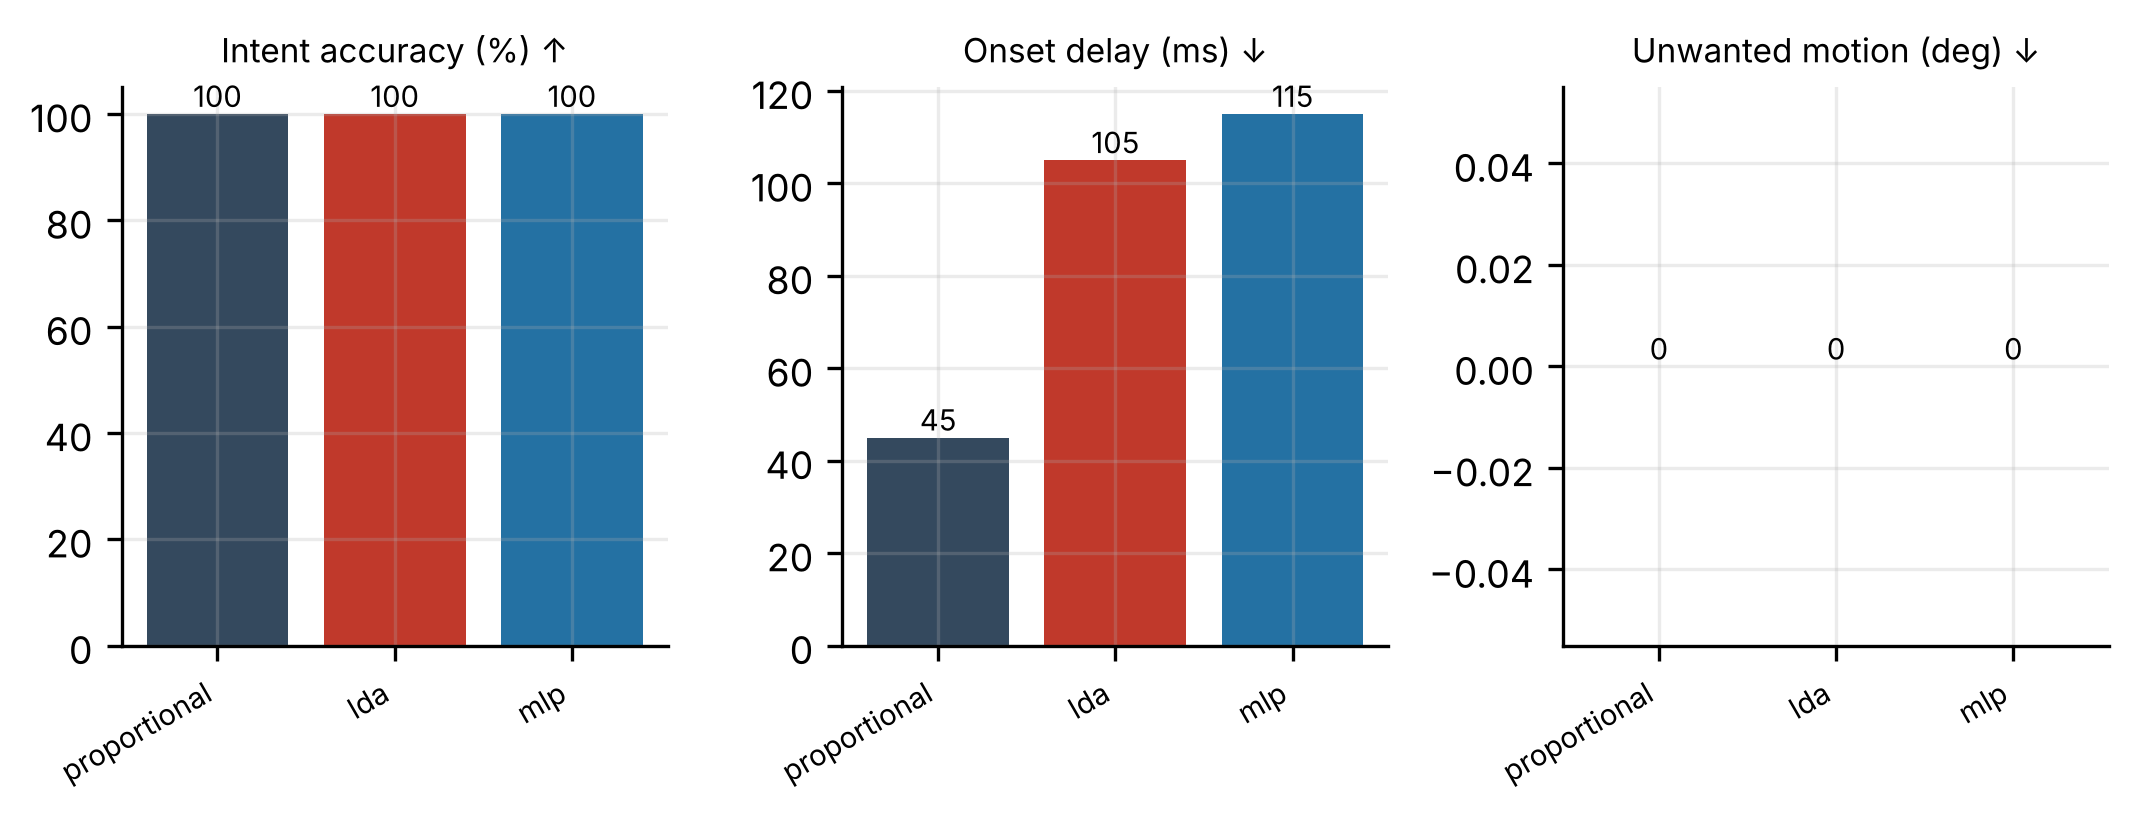 Intent accuracy (%) ↑
100
80
60
40
20
0
100
100
100
proportional
lda
mlp
Onset delay (ms) ↓
120
100
80
60
40
20
0
45
105
115
proportional
lda
mlp
Unwanted motion (deg) ↓
0.04
0.02
0.00
−0.02
−0.04
0
0
0
proportional
lda
mlp